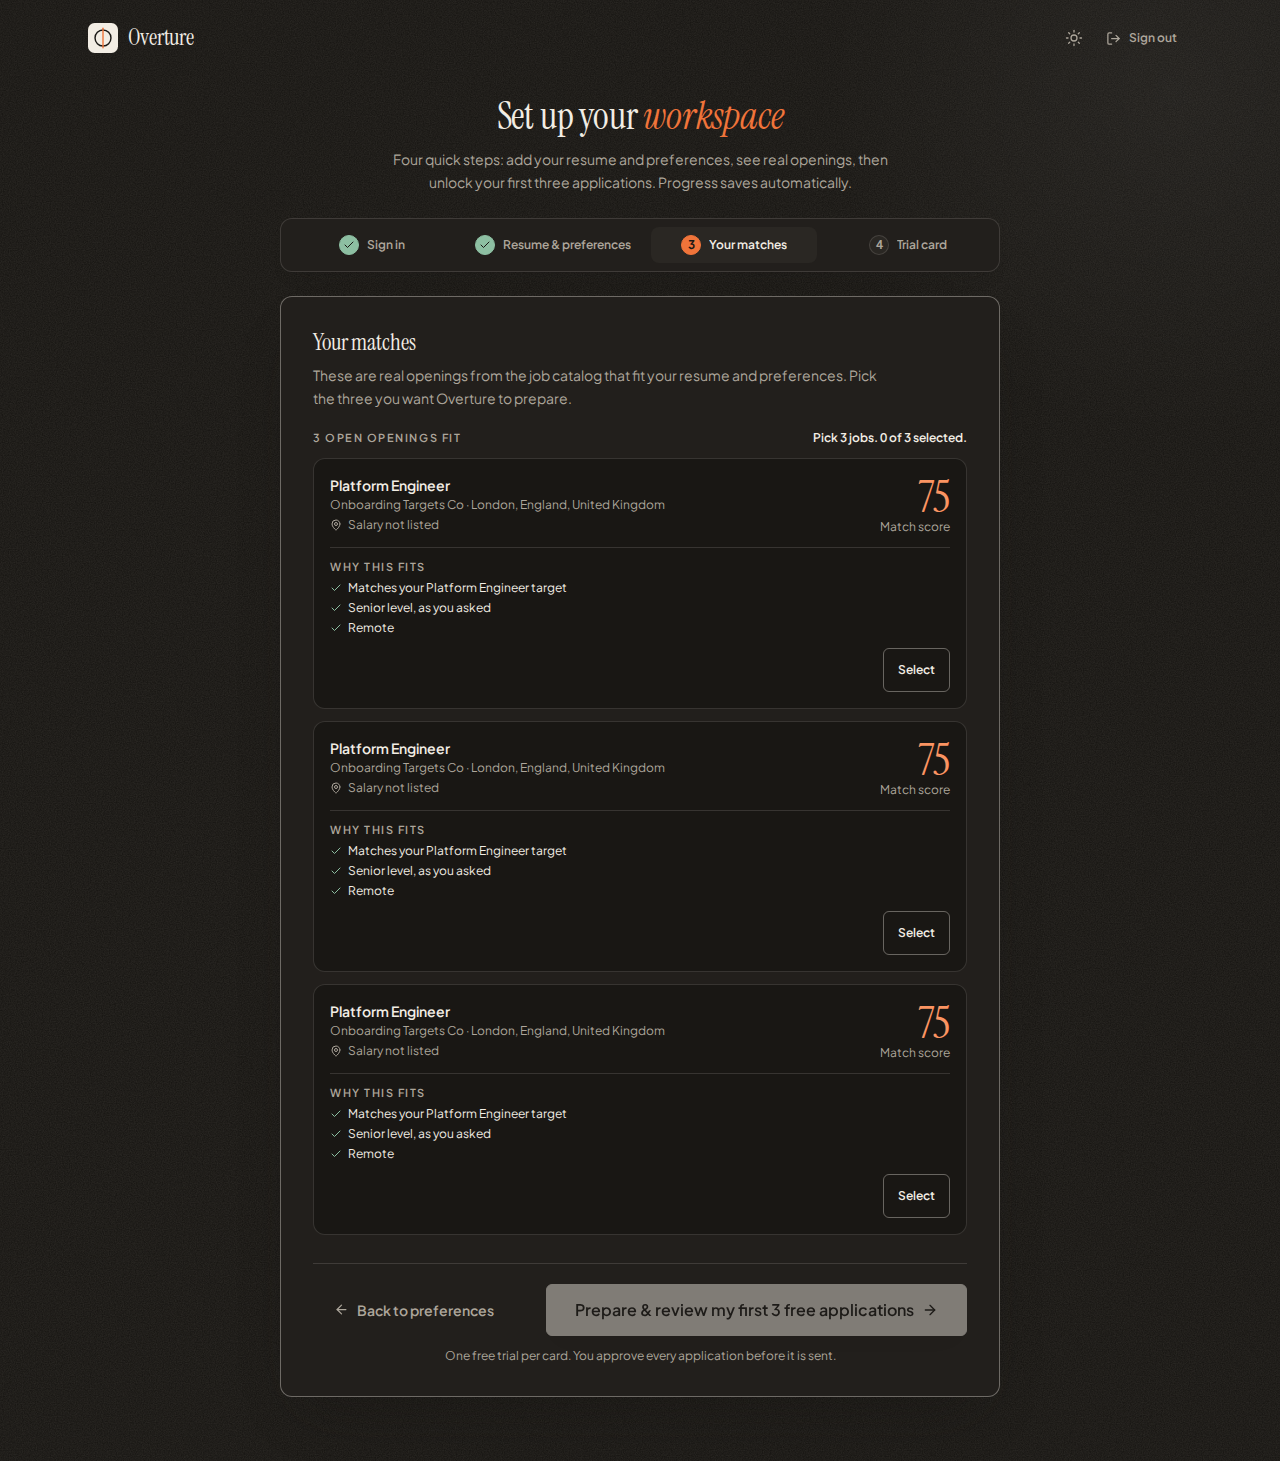 Overture
Sign out
Set up your workspace
Four quick steps: add your resume and preferences, see real openings, then
unlock your first three applications. Progress saves automatically.
Sign in
Resume & preferences
3 Your matches
4 Trial card
Your matches
These are real openings from the job catalog that fit your resume and preferences. Pick
the three you want Overture to prepare.
3 OPEN OPENINGS FIT
Pick 3 jobs. 0 of 3 selected.
Platform Engineer
75
Onboarding Targets Co · London, England, United Kingdom
Salary not listed
Match score
WHY THIS FITS
Matches your Platform Engineer target
Senior level, as you asked
Remote
Select
Platform Engineer
75
Onboarding Targets Co · London, England, United Kingdom
Salary not listed
Match score
WHY THIS FITS
Matches your Platform Engineer target
Senior level, as you asked
Remote
Select
Platform Engineer
75
Onboarding Targets Co · London, England, United Kingdom
Salary not listed
Match score
WHY THIS FITS
Matches your Platform Engineer target
Senior level, as you asked
Remote
Select
Back to preferences
Prepare & review my first 3 free applications
One free trial per card. You approve every application before it is sent.